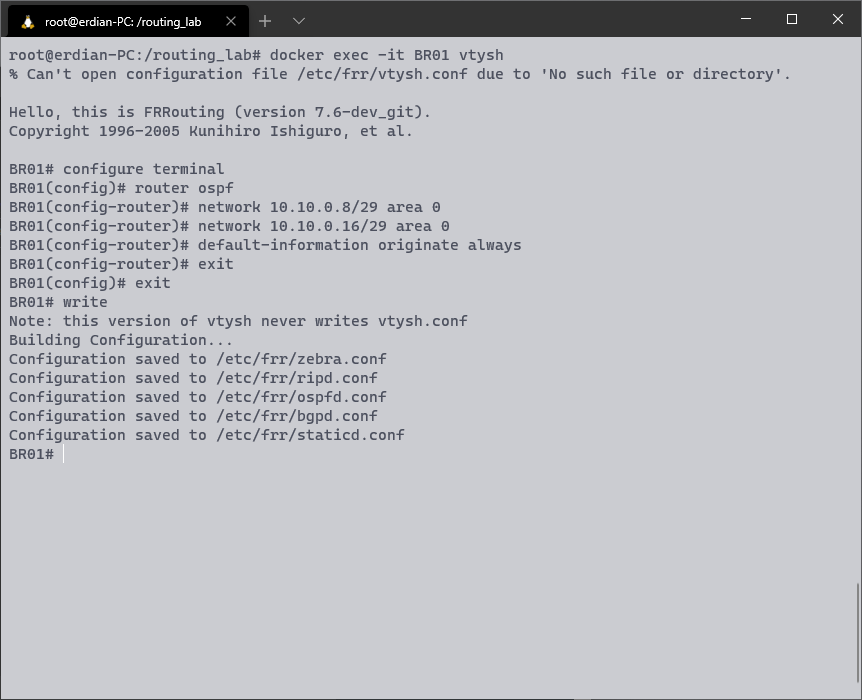 root@erdian-PC: /routing_lab
root@erdian-PC:/routing_lab# docker exec -it BR01 vtysh
% Can't open configuration file /etc/frr/vtysh.conf due to 'No such file or directory'.
Hello, this is FRRouting (version 7.6-dev_git).
Copyright 1996-2005 Kunihiro Ishiguro, et al.
BR01# configure terminal
BR01(config)# router ospf
BR01(config-router)# network 10.10.0.8/29 area 0
BR01(config-router)# network 10.10.0.16/29 area 0
BR01(config-router)# default-information originate always
BR01(config-router)# exit
BR01(config)# exit
BR01# write
Note: this version of vtysh never writes vtysh.conf
Building Configuration...
Configuration saved to /etc/frr/zebra.conf
Configuration saved to /etc/frr/ripd.conf
Configuration saved to /etc/frr/ospfd.conf
Configuration saved to /etc/frr/bgpd.conf
Configuration saved to /etc/frr/staticd.conf
BR01#